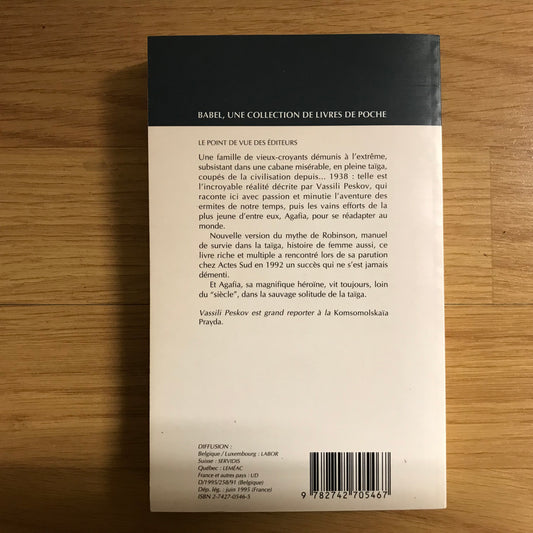 BABEL, UNE COLLECTION DE LIVRES DE POCHE
LE POINT DE VUE DES ÉDITEURS
Une famille de vieux-croyants démunis à l'extrême,
subsistant dans une cabane misérable, en pleine taïga,
coupés de la civilisation depuis... 1938 : telle est
l'incroyable réalité décrite par Vassili Peskov, qui
raconte ici avec passion et minutie l'aventure des
ermites de notre temps, puis les vains efforts de la
plus jeune d'entre eux, Agafia, pour se réadapter au
monde.
Nouvelle version du mythe de Robinson, manuel
de survie dans la taïga, histoire de femme aussi, ce
livre riche et multiple a rencontré lors de sa parution
chez Actes Sud en 1992 un succès qui ne s'est jamais
démenti.
Et Agafia, sa magnifique héroïne, vit toujours, loin
du "siècle", dans la sauvage solitude de la taïga.
Vassili Peskov est grand reporter à la Komsomolskaïa
Pravda.
DIFFUSION :
Belgique / Luxembourg : LABOR
Suisse : SERVIDIS
Québec : LEMÉAC
France et autres pays : UD
D/1995/258/91 (Belgique)
Dép. lég. : juin 1995 (France)
ISBN 2-7427-0546-5
9 782742 705467